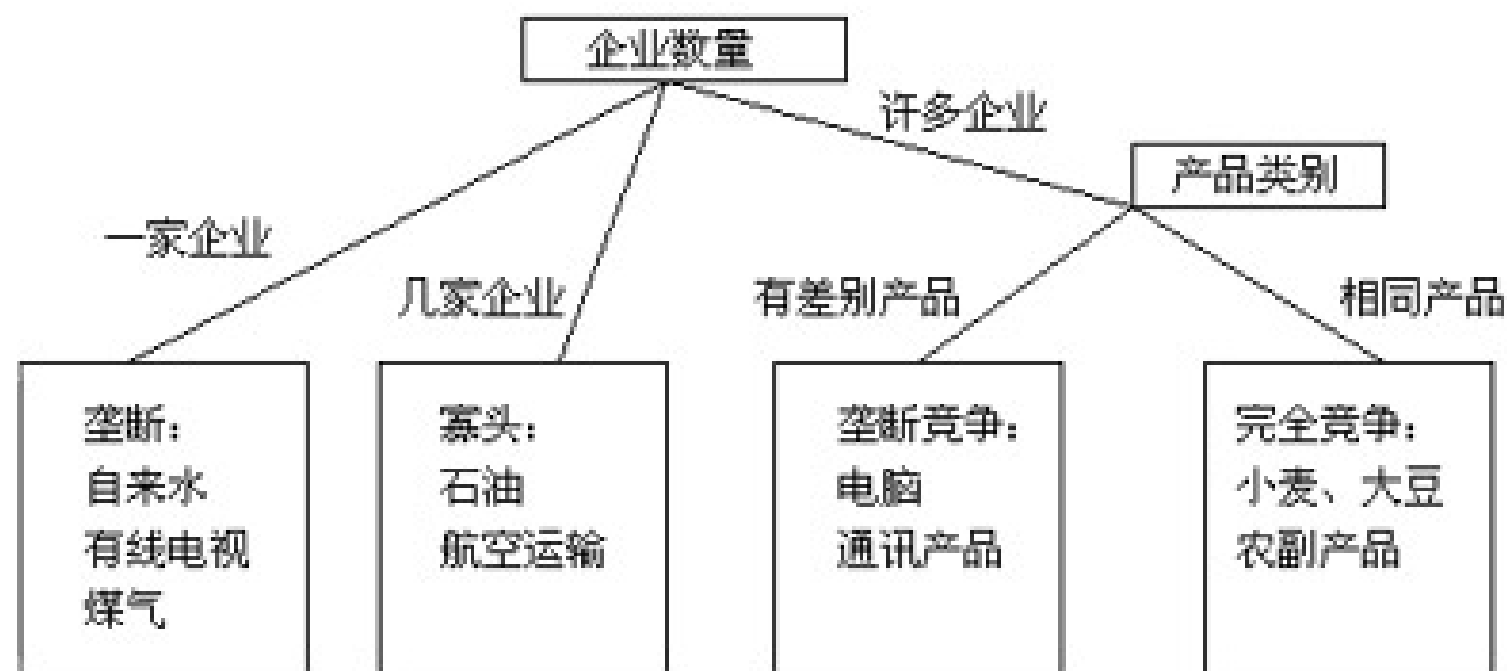 企业数量
许多企业
产品类别
一家企业
几家企业
有差别产品
相同产品
垄断：
自来水
有线电视
煤气
寡头：
石油
航空运输
垄断竞争：
电脑
通讯产品
完全竞争：
小麦、大豆
农副产品